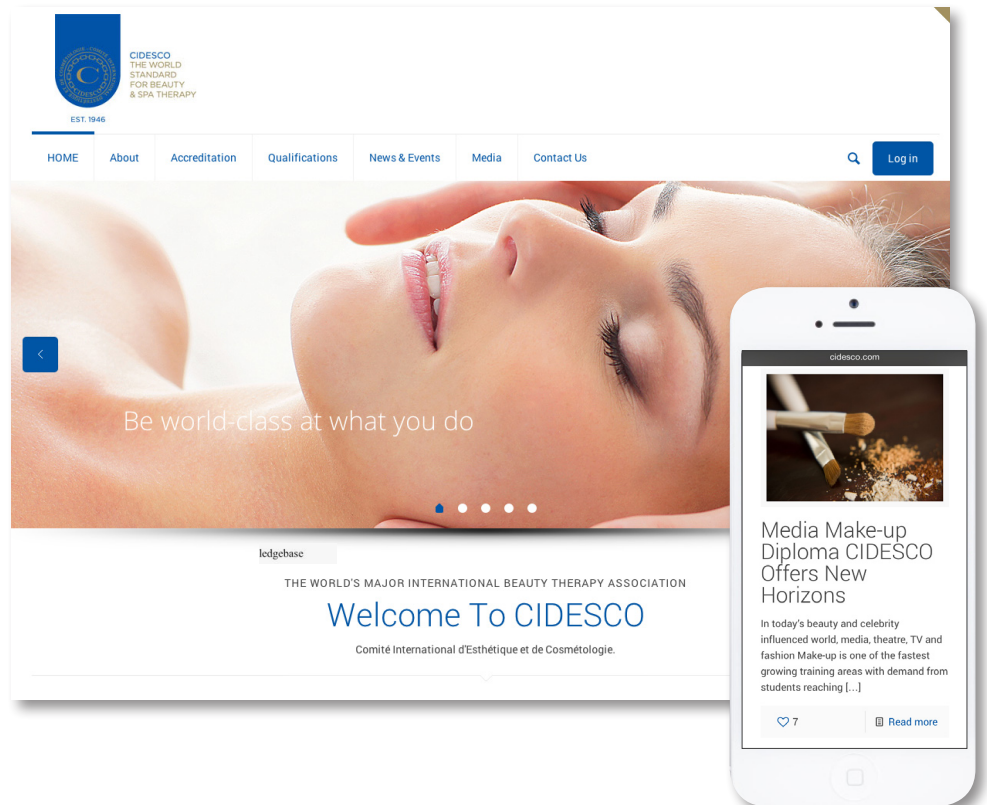 CIDESCO
THE WORLD
STANDARD
FOR BEAUTY
& SPA THERAPY
EST. 1946
HOME About Accreditation Qualifications News & Events Media Contact Us Log in
Be world-class at what you do
ledgebase
THE WORLD'S MAJOR INTERNATIONAL BEAUTY THERAPY ASSOCIATION
Welcome To CIDESCO
Comité International d'Esthétique et de Cosmétologie.
cidesco.com
Media Make-up
Diploma CIDESCO
Offers New
Horizons
In today's beauty and celebrity
influenced world, media, theatre, TV and
fashion Make-up is one of the fastest
growing training areas with demand from
students reaching […]
7 Read more